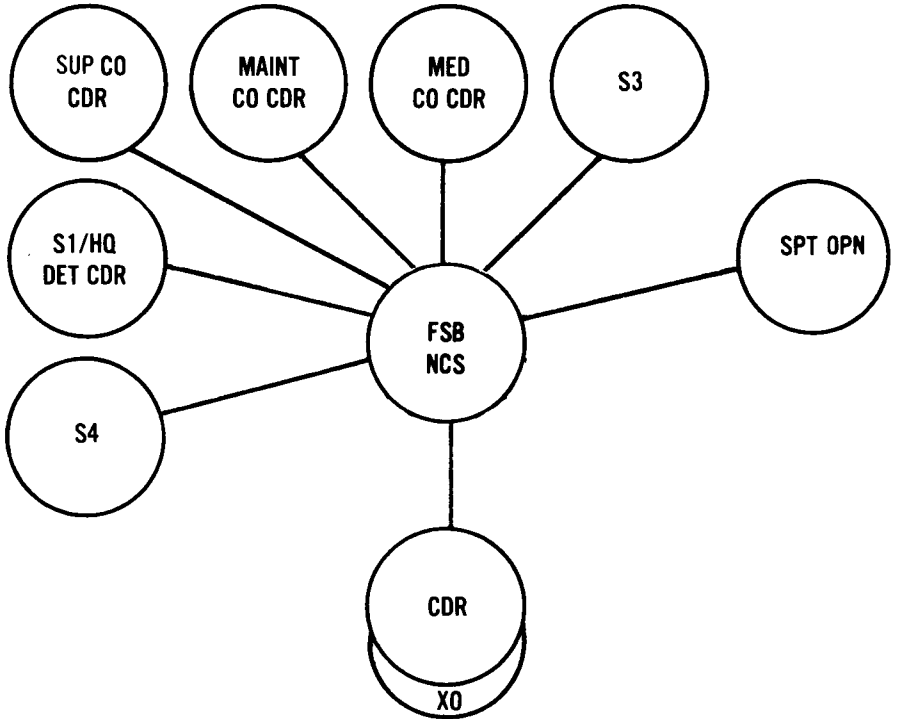 SUP CO
CDR
MAINT
CO CDR
MED
CO CDR
S3
S1/HQ
DET CDR
SPT OPN
FSB
NCS
S4
CDR
XO